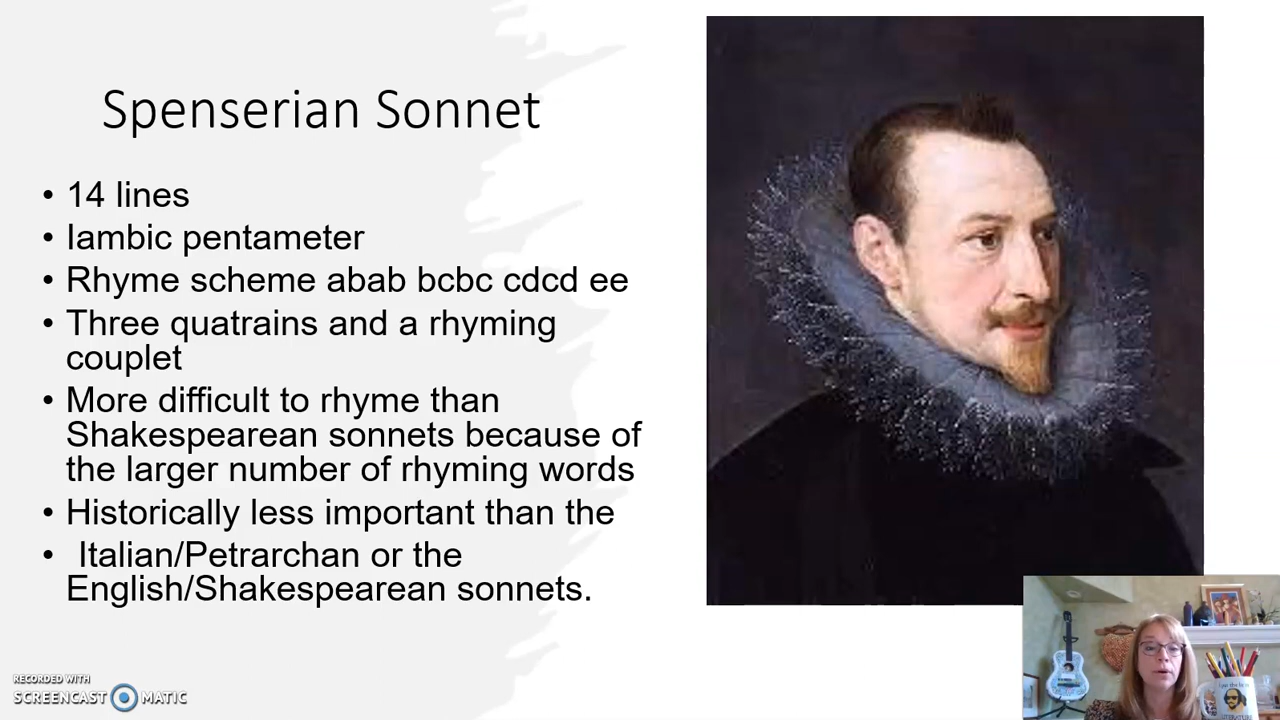 Spenserian Sonnet
• 14 lines
• Iambic pentameter
• Rhyme scheme abab bcbc cdcd ee
• Three quatrains and a rhyming
couplet
• More difficult to rhyme than
Shakespearean sonnets because of
the larger number of rhyming words
• Historically less important than the
• Italian/Petrarchan or the
English/Shakespearean sonnets.
RECORDED WITH
SCREENCAST MATIC
LITERATURE